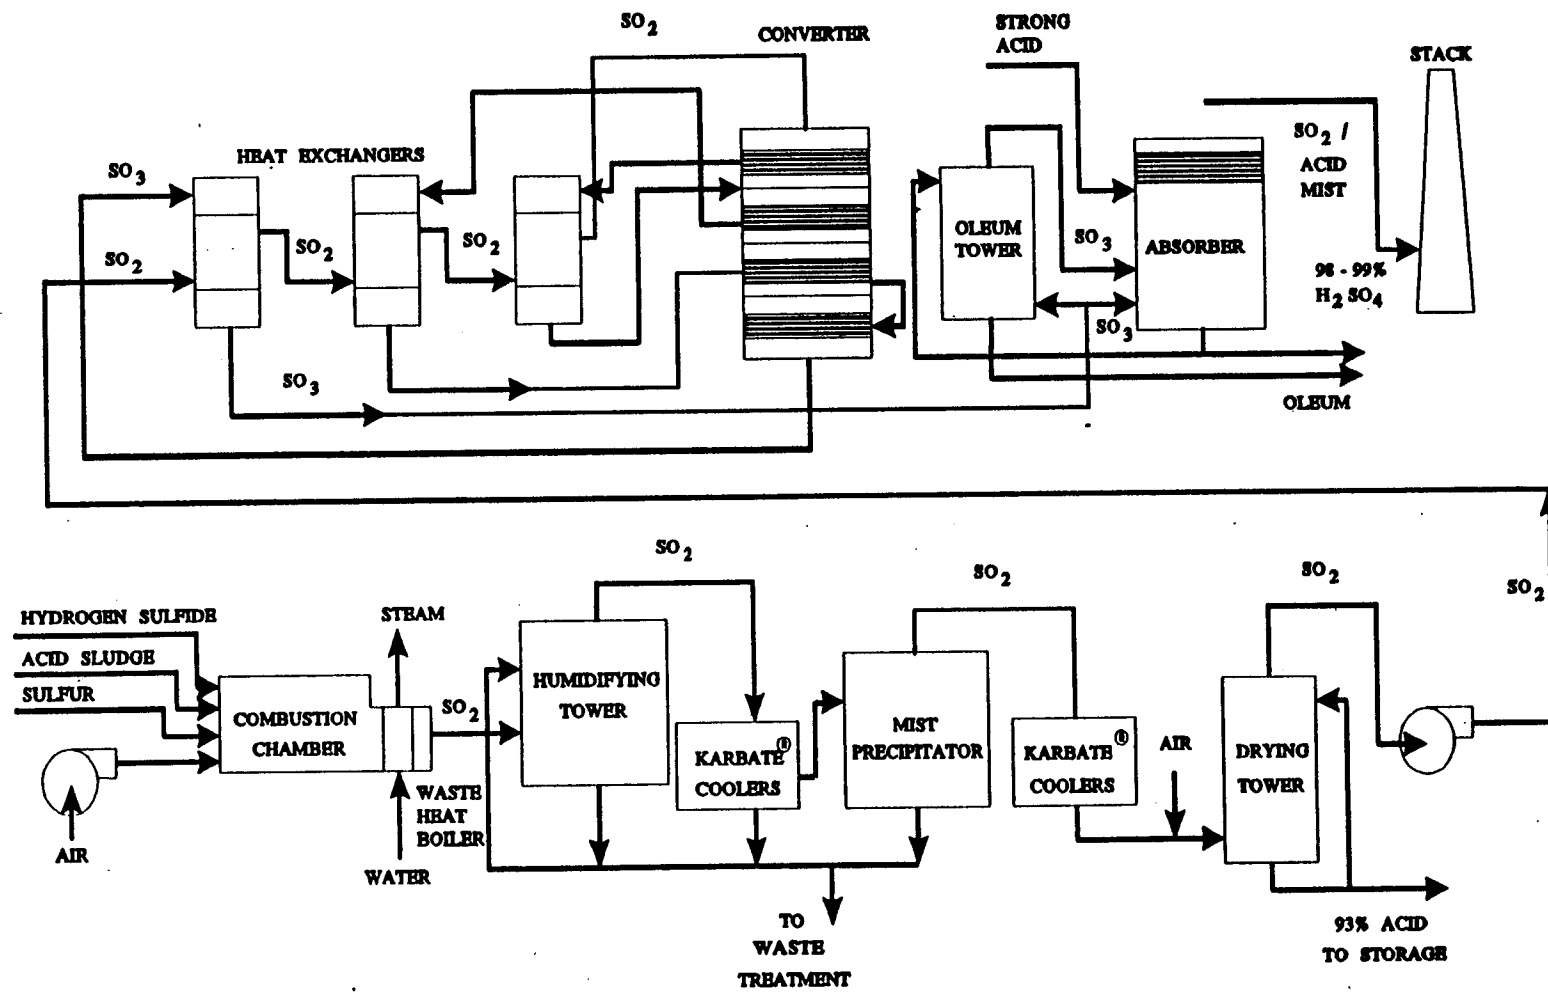 SO2
CONVERTER
STRONG
ACID
STACK
SO2 /
ACID
MIST
HEAT EXCHANGERS
SO3
SO2
SO2
SO2
OLEUM
TOWER
SO3
ABSORBER
98 - 99%
H2SO4
SO3
SO3
OLEUM
SO2
SO2
SO2
SO2
HYDROGEN SULFIDE
ACID SLUDGE
SULFUR
STEAM
SO2
COMBUSTION
CHAMBER
HUMIDIFYING
TOWER
MIST
PRECIPITATOR
KARBATE®
COOLERS
KARBATE®
COOLERS
AIR
DRYING
TOWER
WASTE
HEAT
BOILER
AIR
WATER
TO
WASTE
TREATMENT
93% ACID
TO STORAGE